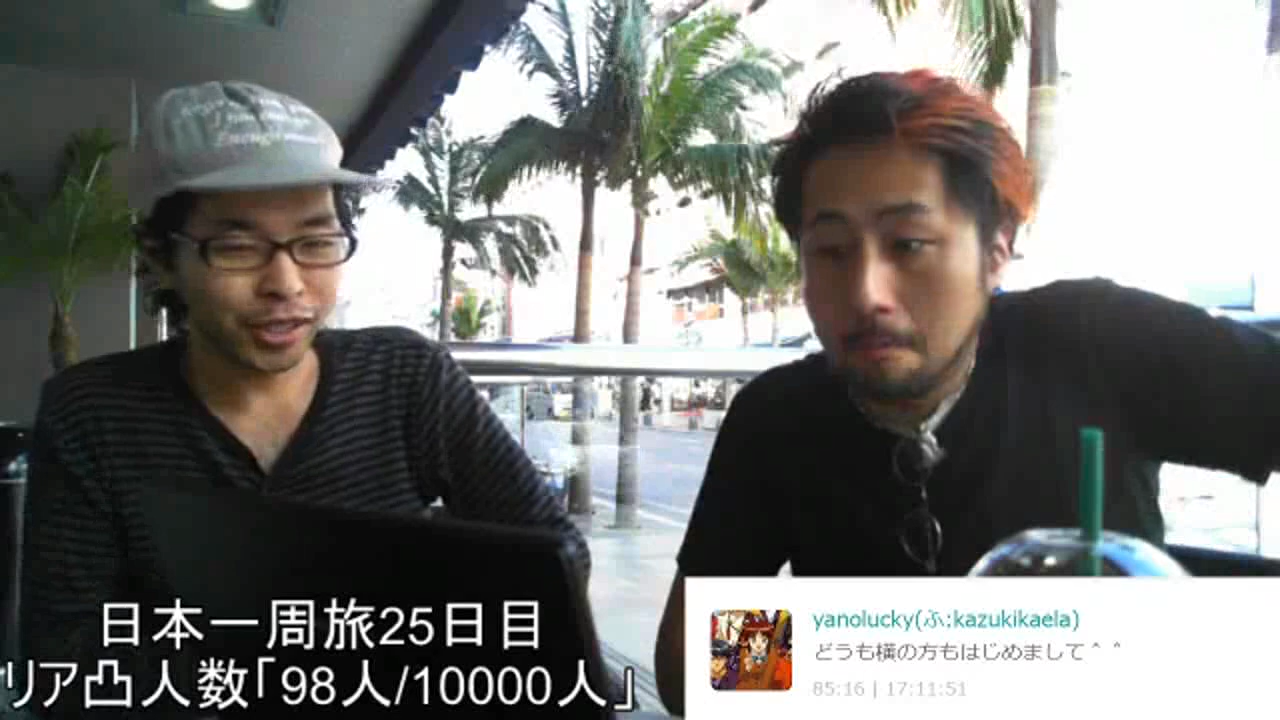 日本一周旅25日目
リア凸人数「98人/10000人」
yanolucky(ふ:kazukikaela)
どうも横の方もはじめまして＾＾
85:16 | 17:11:51